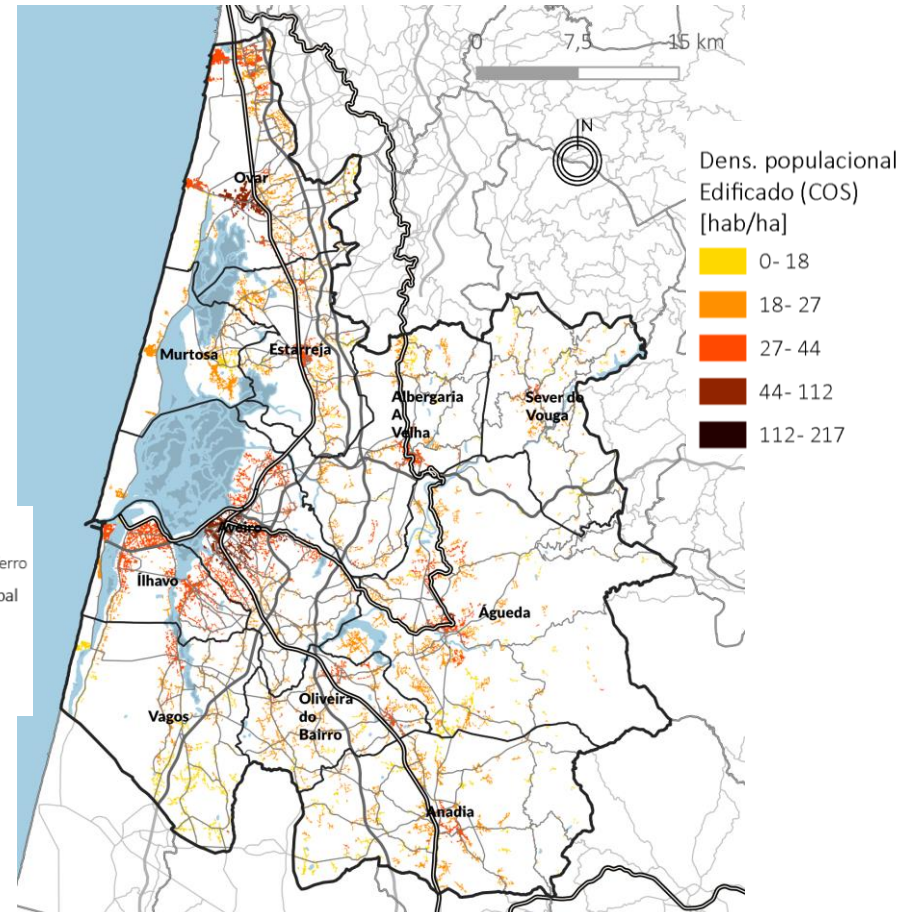 0 7,5 15 km
N
Dens. populacional
Edificado (COS)
[hab/ha]
0- 18
18- 27
27- 44
44- 112
112- 217
Ovar
Murtosa
Estarreja
Albergaria
A
Velha
Sever do
Vouga
Aveiro
erro
Ílhavo
Águeda
Vagos
Oliveira
do
Bairro
Anadia